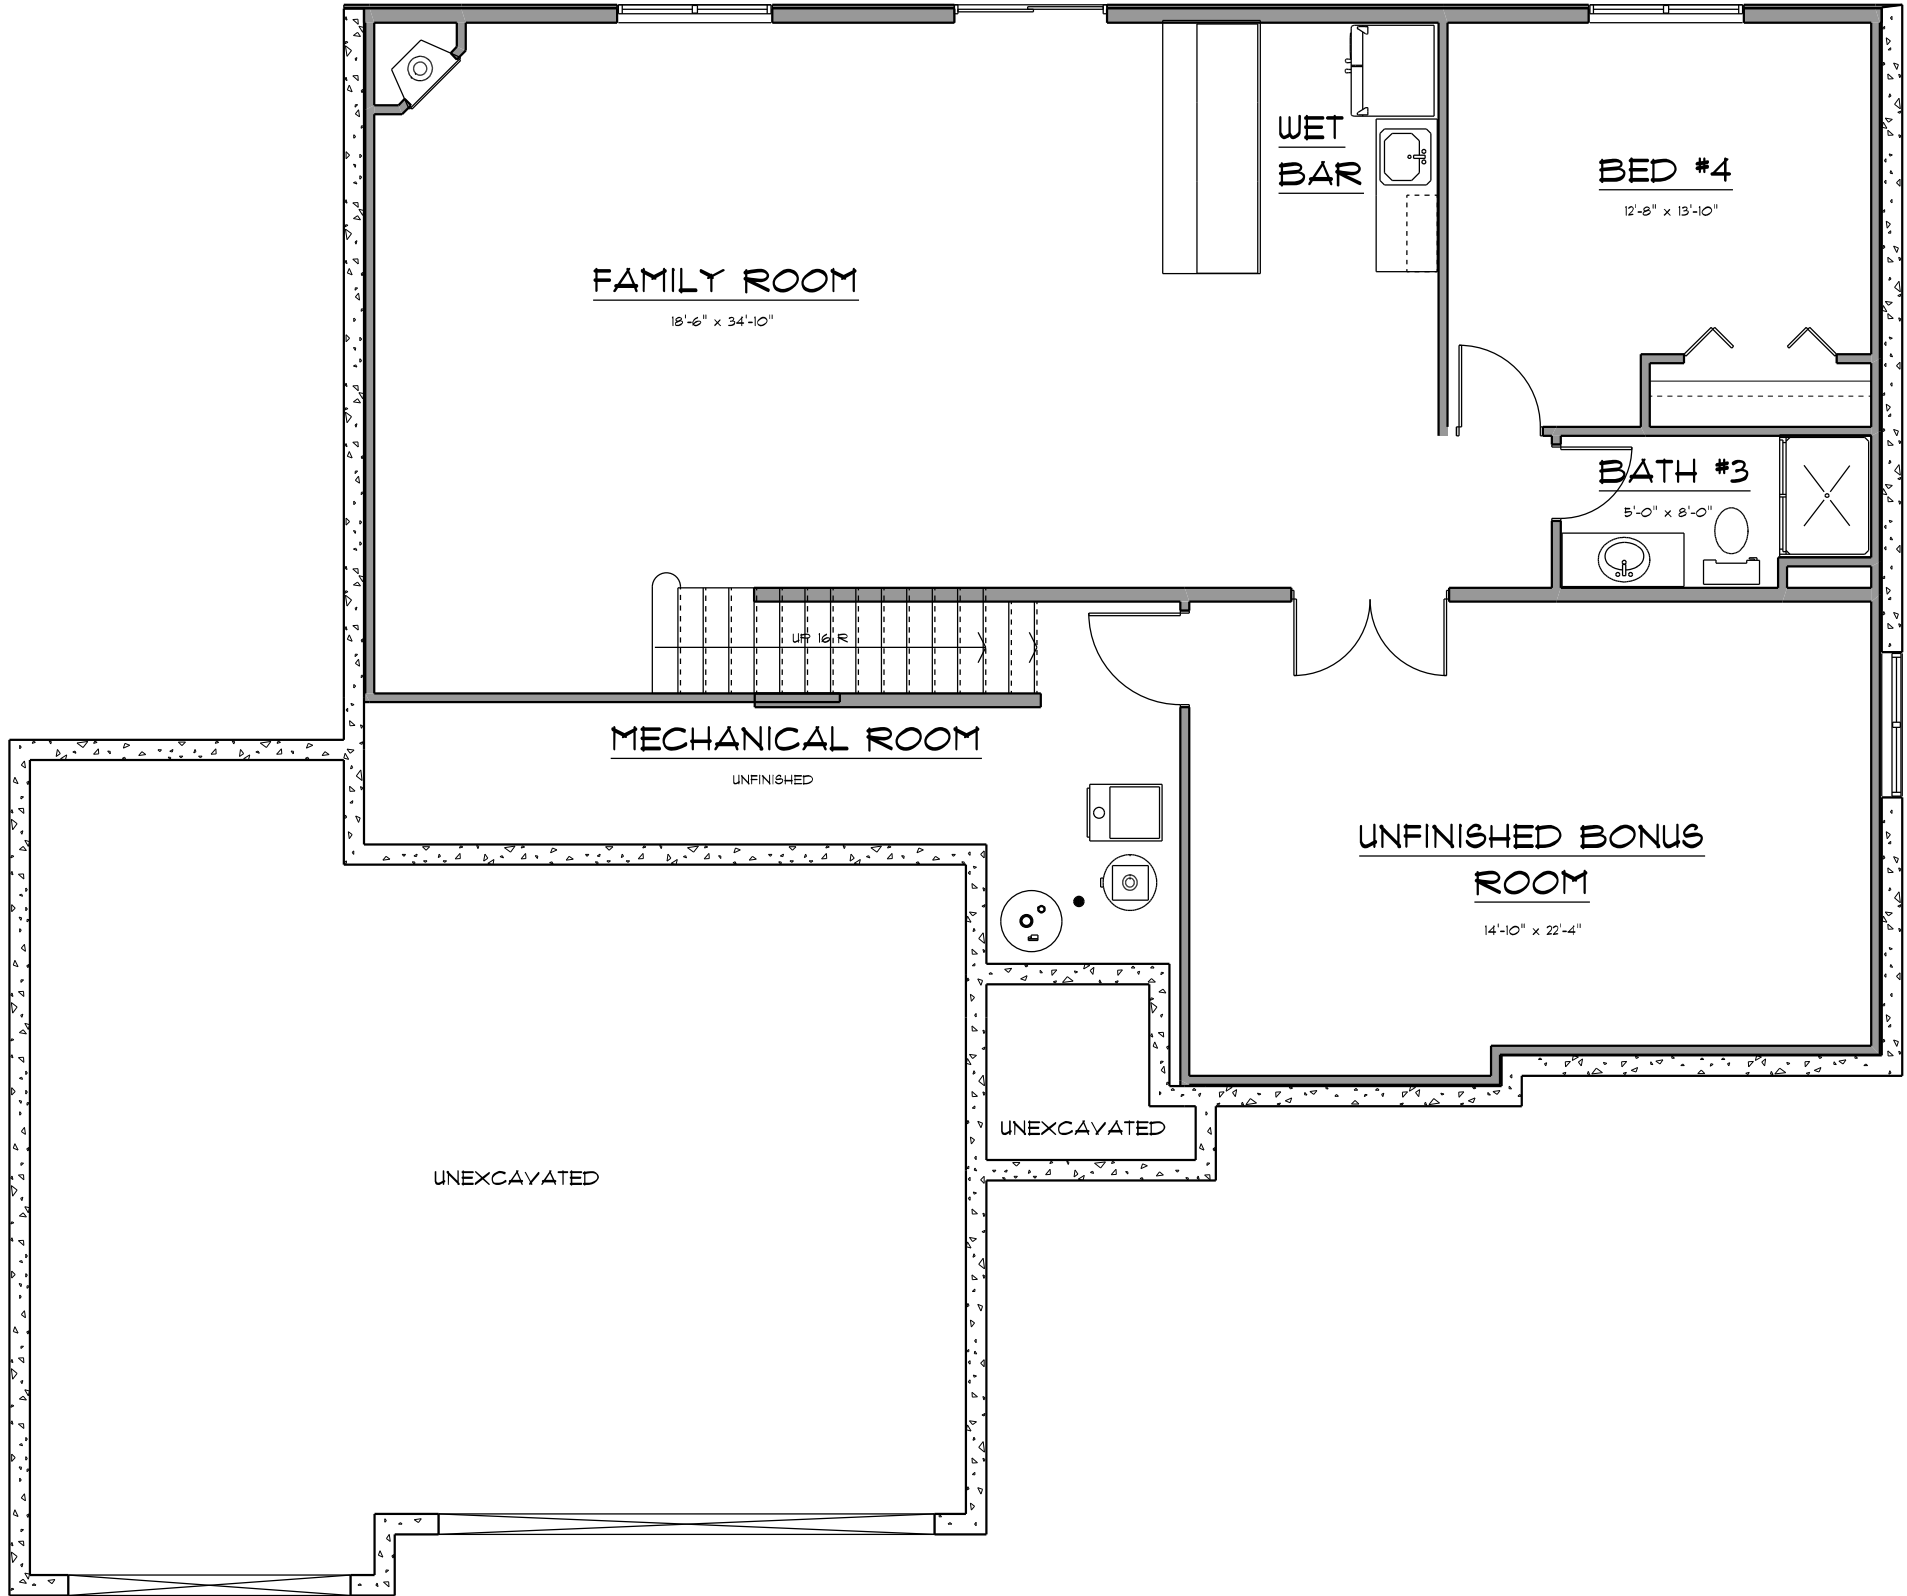 WET
BAR
BED #4
12'-8" x 13'-10"
FAMILY ROOM
18'-6" x 34'-10"
BATH #3
5'-0" x 8'-0"
UP 16 R
MECHANICAL ROOM
UNFINISHED
UNFINISHED BONUS
ROOM
14'-10" x 22'-4"
UNEXCAVATED
UNEXCAVATED